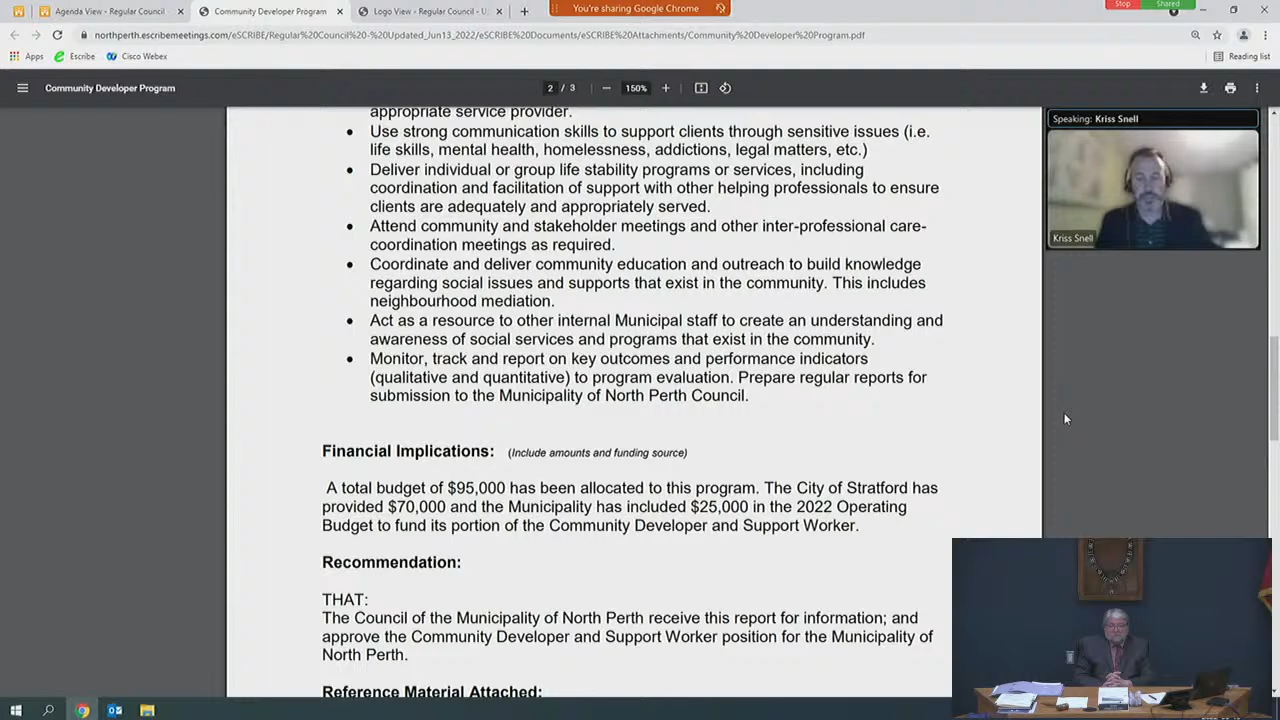 Agenda View - Regular Council
Community Developer Program
Logo View - Regular Council - U
You're sharing Google Chrome
Stop
Shared
northperth.escribemeetings.com/eSCRIBE/Regular%20Council%20-%20Updated_Jun13_2022/eSCRIBE%20Documents/eSCRIBE%20Attachments/Community%20Developer%20Program.pdf
Apps
Escribe
Cisco Webex
Reading list
Community Developer Program
2 / 3
150%
appropriate service provider.
• Use strong communication skills to support clients through sensitive issues (i.e.
life skills, mental health, homelessness, addictions, legal matters, etc.)
• Deliver individual or group life stability programs or services, including
coordination and facilitation of support with other helping professionals to ensure
clients are adequately and appropriately served.
• Attend community and stakeholder meetings and other inter-professional care-
coordination meetings as required.
• Coordinate and deliver community education and outreach to build knowledge
regarding social issues and supports that exist in the community. This includes
neighbourhood mediation.
• Act as a resource to other internal Municipal staff to create an understanding and
awareness of social services and programs that exist in the community.
• Monitor, track and report on key outcomes and performance indicators
(qualitative and quantitative) to program evaluation. Prepare regular reports for
submission to the Municipality of North Perth Council.
Financial Implications: (Include amounts and funding source)
A total budget of $95,000 has been allocated to this program. The City of Stratford has
provided $70,000 and the Municipality has included $25,000 in the 2022 Operating
Budget to fund its portion of the Community Developer and Support Worker.
Recommendation:
THAT:
The Council of the Municipality of North Perth receive this report for information; and
approve the Community Developer and Support Worker position for the Municipality of
North Perth.
Reference Material Attached:
Speaking: Kriss Snell
Kriss Snell